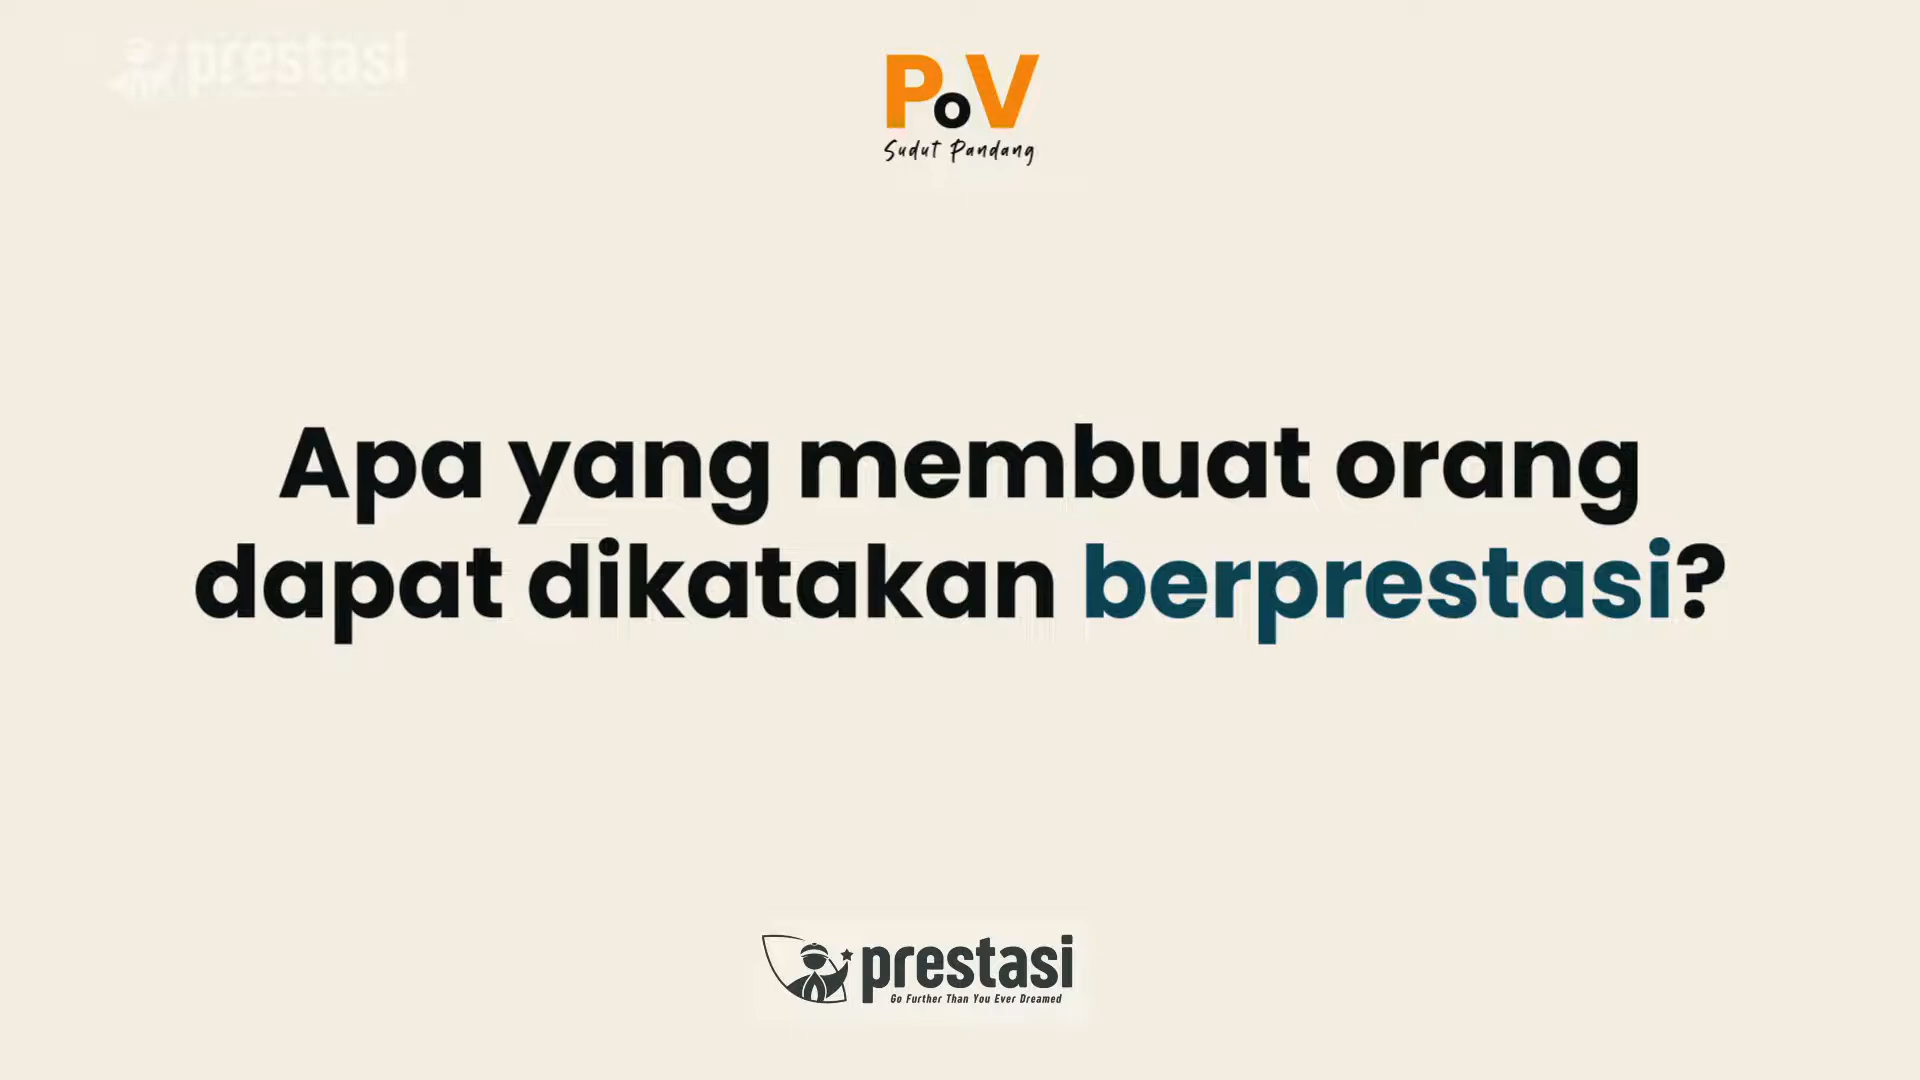 prestasi
PoV
Sudut Pandang
Apa yang membuat orang
dapat dikatakan berprestasi?
prestasi
Go Further Than You Ever Dreamed